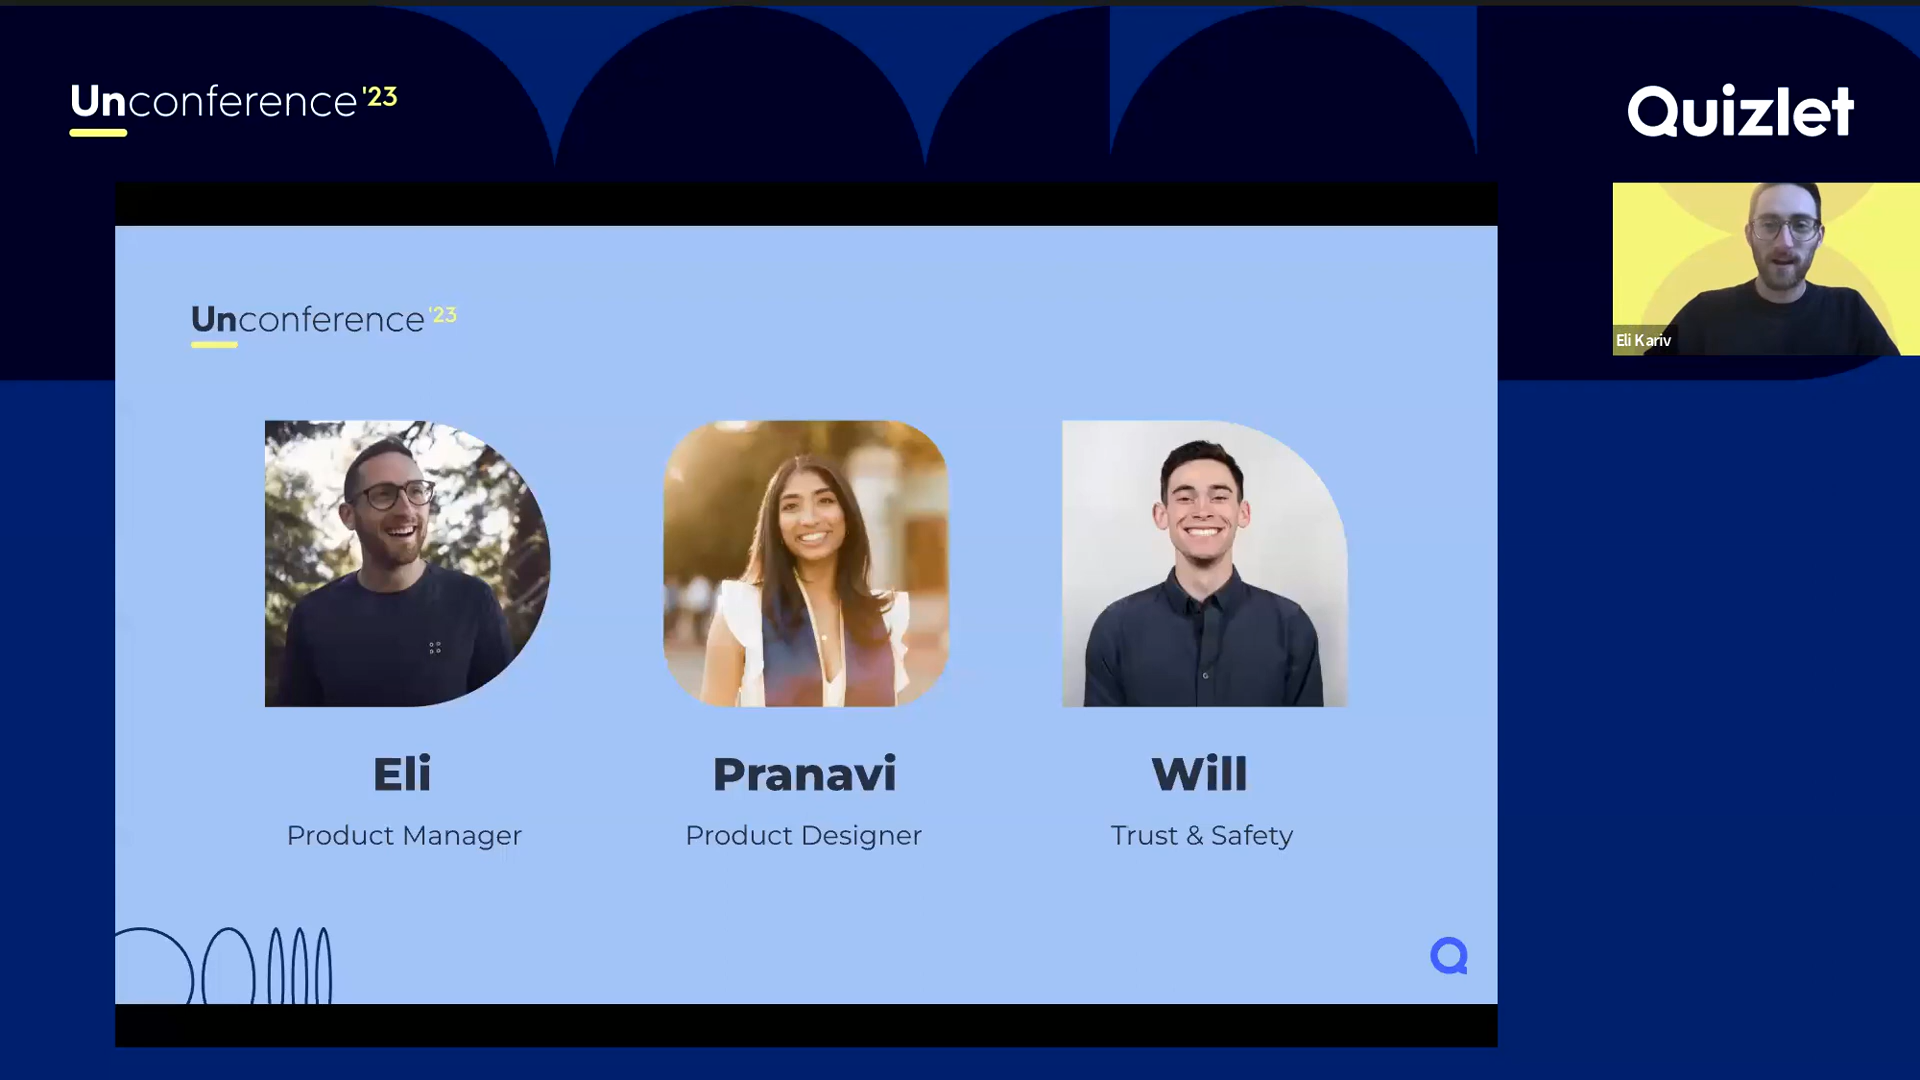 Unconference '23
Quizlet
Eli Kariv
Unconference '23
Eli
Product Manager
Pranavi
Product Designer
Will
Trust & Safety